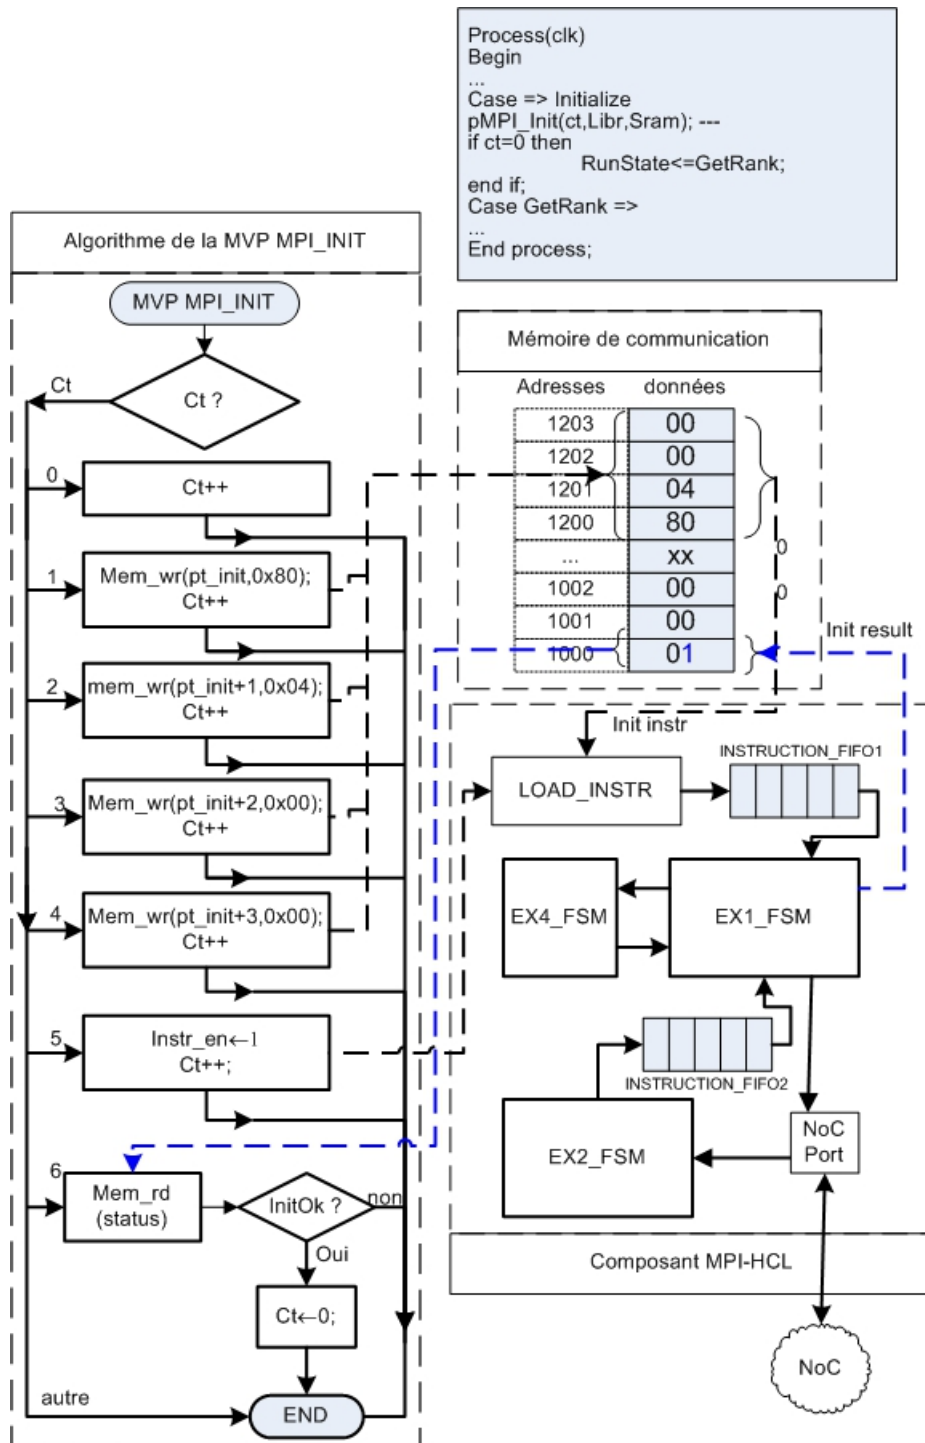 Process(clk)
Begin
...
Case => Initialize
pMPI_Init(ct,Libr,Sram); ---
if ct=0 then
RunState<=GetRank;
end if;
Case GetRank =>
...
End process;
Algorithme de la MVP MPI_INIT
MVP MPI_INIT
Ct
Ct ?
0
Ct++
1
Mem_wr(pt_init,0x80);
Ct++
2
mem_wr(pt_init+1,0x04);
Ct++
3
Mem_wr(pt_init+2,0x00);
Ct++
4
Mem_wr(pt_init+3,0x00);
Ct++
5
Instr_en←1
Ct++;
6
Mem_rd
(status)
InitOk ?
non
Oui
Ct←0;
autre
END
Mémoire de communication
Adresses données
1203 00
1202 00
1201 04
1200 80
... xx
1002 00
1001 00
1000 01
0
0
Init result
Init instr
LOAD_INSTR
INSTRUCTION_FIFO1
EX4_FSM
EX1_FSM
INSTRUCTION_FIFO2
EX2_FSM
NoC
Port
Composant MPI-HCL
NoC